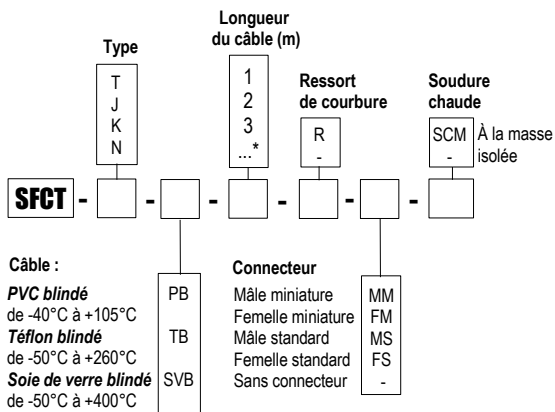 Longueur
du câble (m)
Type
1
2
3
...*
T
J
K
N
Ressort
de courbure
R
-
Soudure
chaude
SCM À la masse
- isolée
SFCT - - - - - -
Câble :
PVC blindé PB
de -40°C à +105°C
Téflon blindé TB
de -50°C à +260°C
Soie de verre blindé SVB
de -50°C à +400°C
Connecteur
Mâle miniature MM
Femelle miniature FM
Mâle standard MS
Femelle standard FS
Sans connecteur -